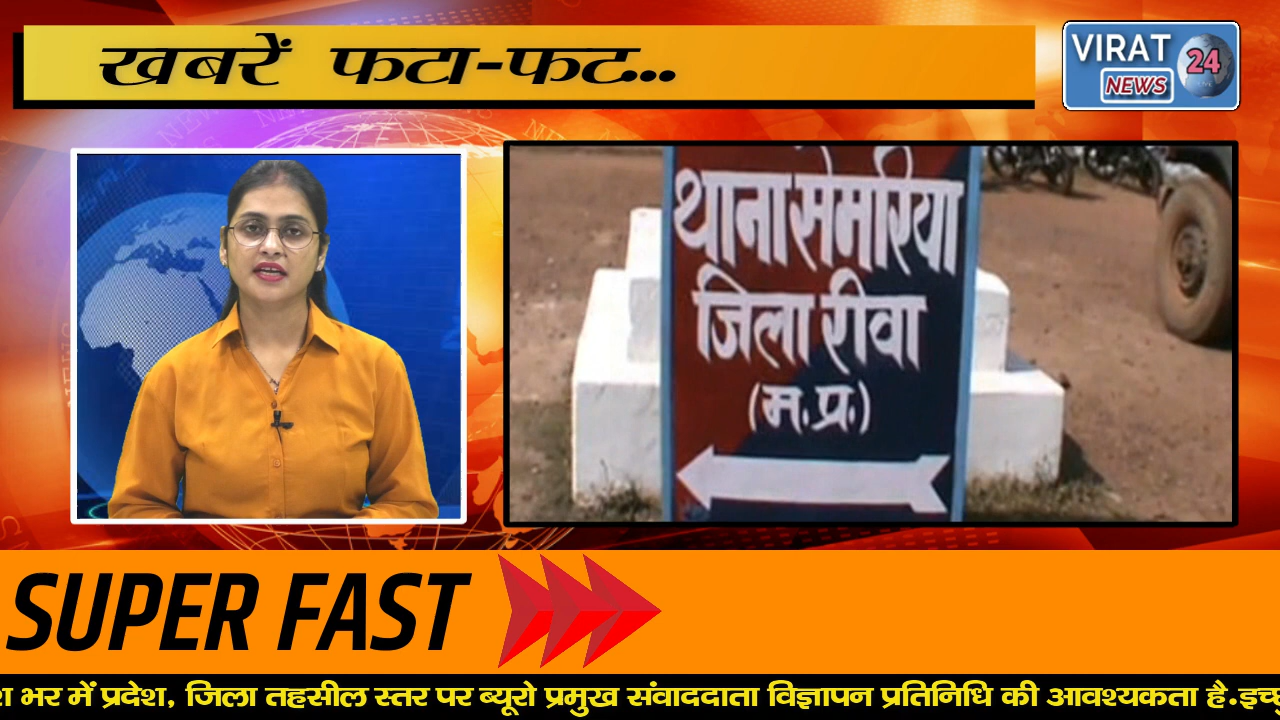 खबरें फटा-फट...
VIRAT
NEWS
24
थाना सेमरिया
जिला रीवा
(म.प्र.)
SUPER FAST
भर में प्रदेश, जिला तहसील स्तर पर ब्यूरो प्रमुख संवाददाता विज्ञापन प्रतिनिधि की आवश्यकता है.